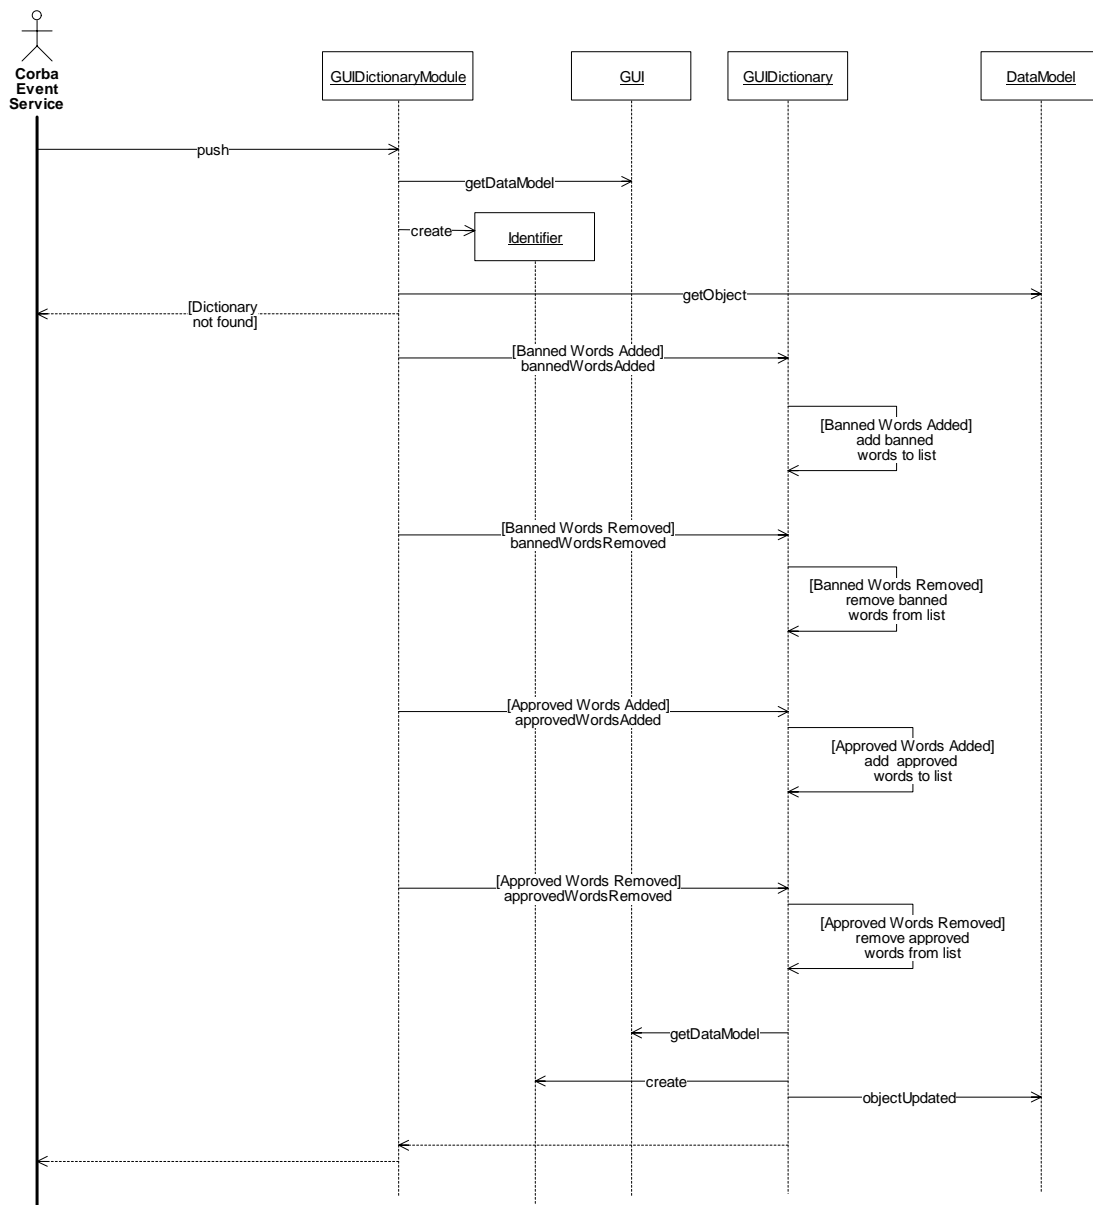 Corba
Event
Service
GUIDictionaryModule
GUI
GUIDictionary
DataModel
push
getDataModel
create
Identifier
getObject
[Dictionary
not found]
[Banned Words Added]
bannedWordsAdded
[Banned Words Added]
add banned
words to list
[Banned Words Removed]
bannedWordsRemoved
[Banned Words Removed]
remove banned
words from list
[Approved Words Added]
approvedWordsAdded
[Approved Words Added]
add approved
words to list
[Approved Words Removed]
approvedWordsRemoved
[Approved Words Removed]
remove approved
words from list
getDataModel
create
objectUpdated